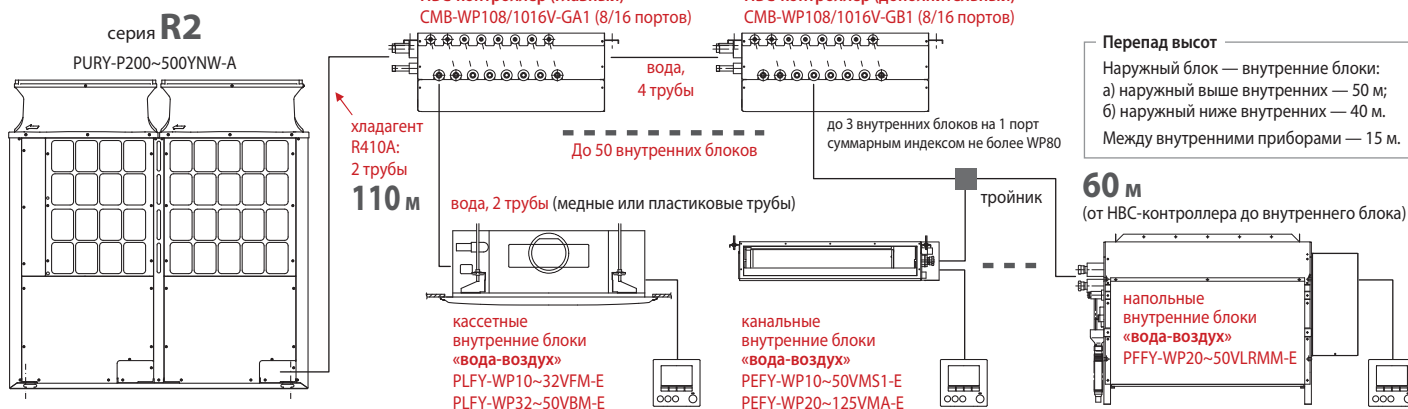 серия R2
PURY-P200~500YNW-A
CMB-WP108/1016V-GA1 (8/16 портов)
CMB-WP108/1016V-GB1 (8/16 портов)
вода,
4 трубы
хладагент
R410A:
2 трубы
110 м
До 50 внутренних блоков
до 3 внутренних блоков на 1 порт
суммарным индексом не более WP80
Перепад высот
Наружный блок — внутренние блоки:
а) наружный выше внутренних — 50 м;
б) наружный ниже внутренних — 40 м.
Между внутренними приборами — 15 м.
тройник
60 м
(от HBC-контроллера до внутреннего блока)
вода, 2 трубы (медные или пластиковые трубы)
кассетные
внутренние блоки
«вода-воздух»
PLFY-WP10~32VFM-E
PLFY-WP32~50VBM-E
канальные
внутренние блоки
«вода-воздух»
PEFY-WP10~50VMS1-E
PEFY-WP20~125VMA-E
напольные
внутренние блоки
«вода-воздух»
PFFY-WP20~50VLRMM-E